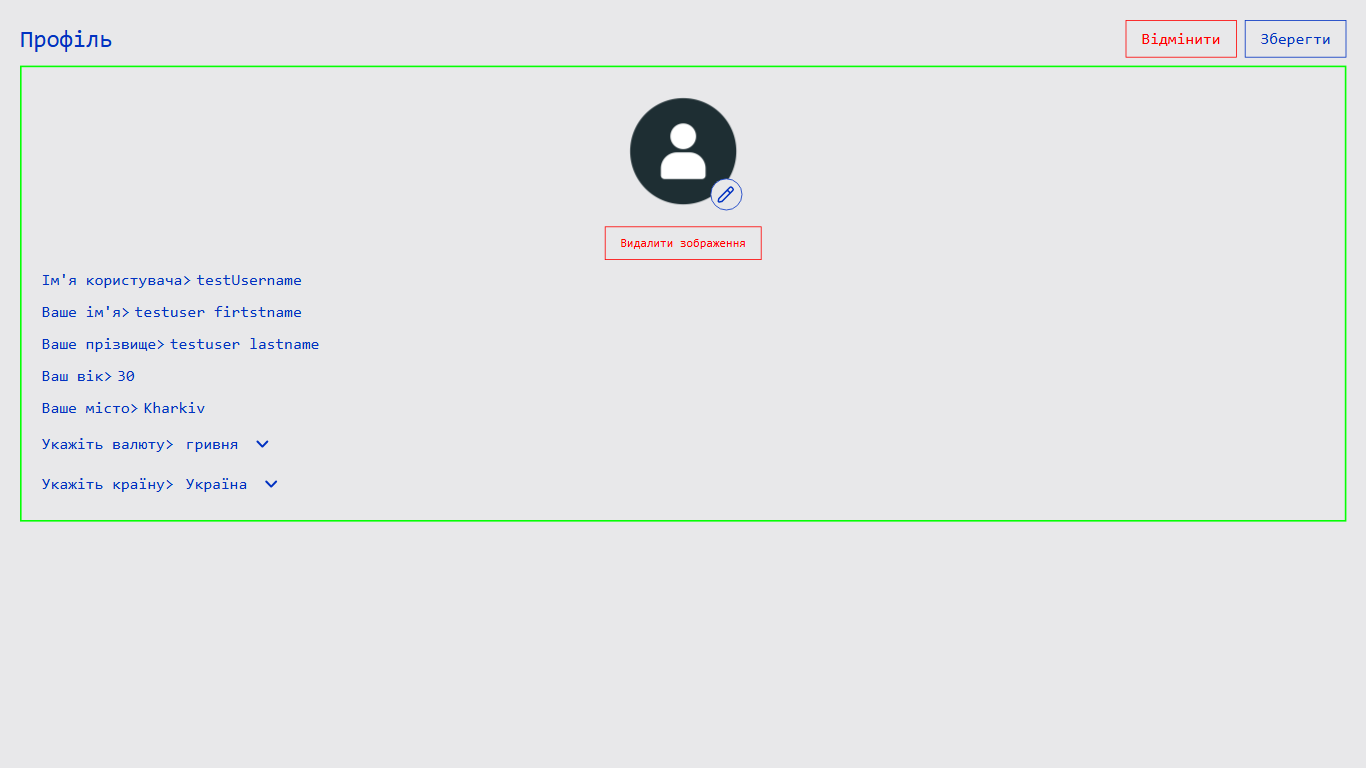 Профіль
Відмінити
Зберегти
Видалити зображення
Ім'я користувача> testUsername
Ваше ім'я> testuser firtstname
Ваше прізвище> testuser lastname
Ваш вік> 30
Ваше місто> Kharkiv
Укажіть валюту> гривня
Укажіть країну> Україна